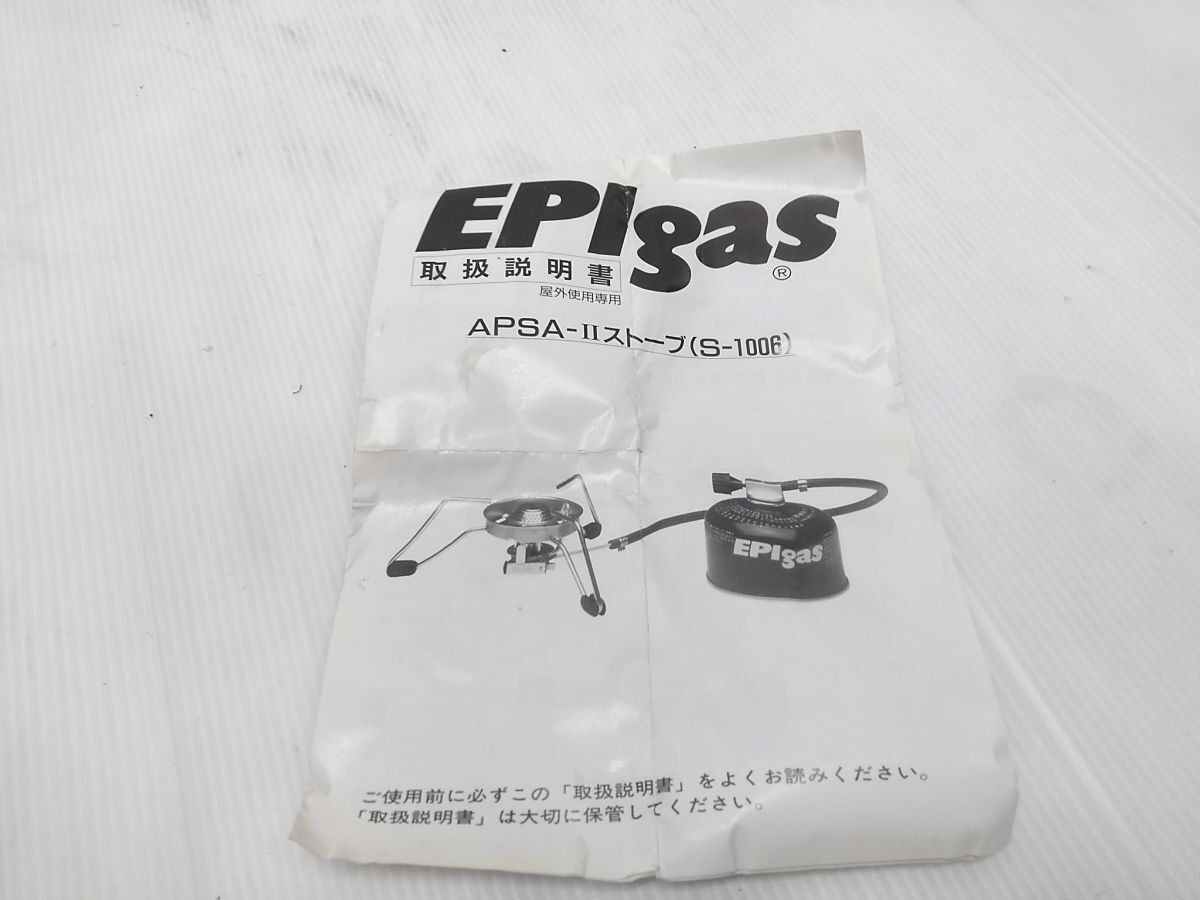 EPIgas
®
取扱説明書
屋外使用専用
APSA-IIストーブ(S-1006)
EPIgas
ご使用前に必ずこの「取扱説明書」をよくお読みください。
「取扱説明書」は大切に保管してください。